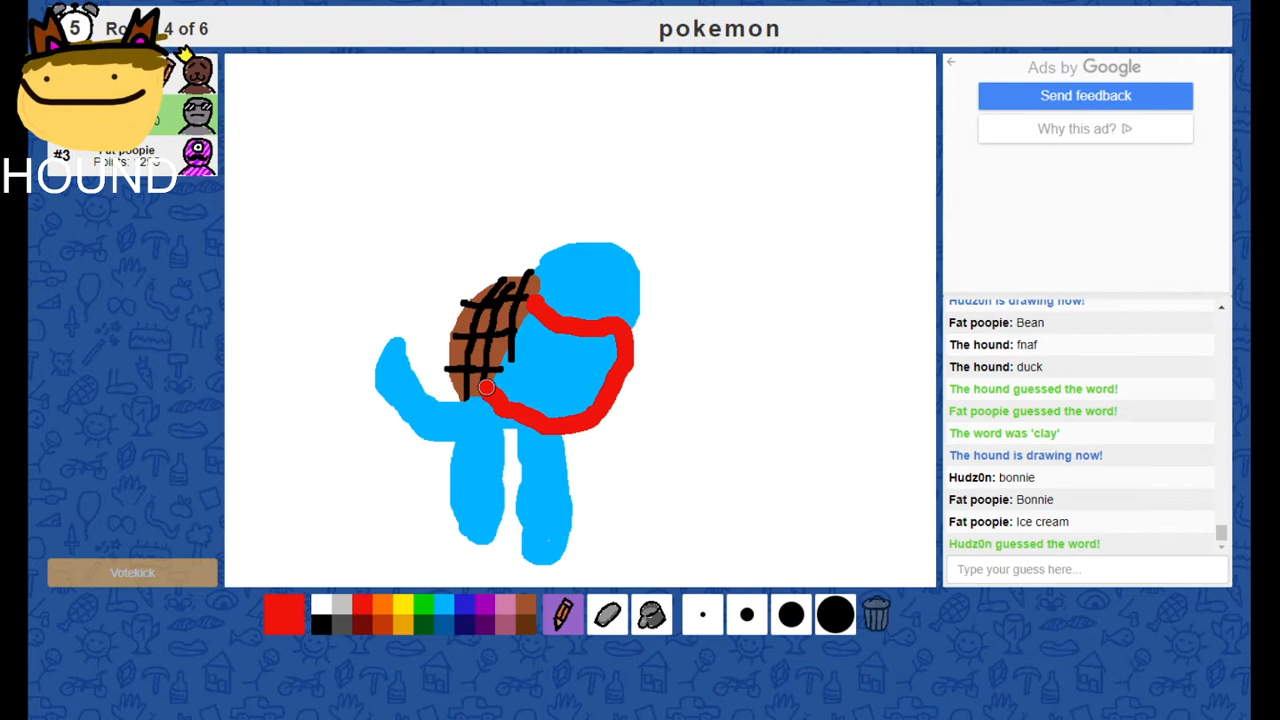 5
4 of 6
pokemon
#3
Points:
HOUND
Votekick
Ads by Google
Send feedback
Why this ad?
Hudz0n is drawing now!
Fat poopie: Bean
The hound: fnaf
The hound: duck
The hound guessed the word!
Fat poopie guessed the word!
The word was 'clay'
The hound is drawing now!
Hudz0n: bonnie
Fat poopie: Bonnie
Fat poopie: Ice cream
Hudz0n guessed the word!
Type your guess here...